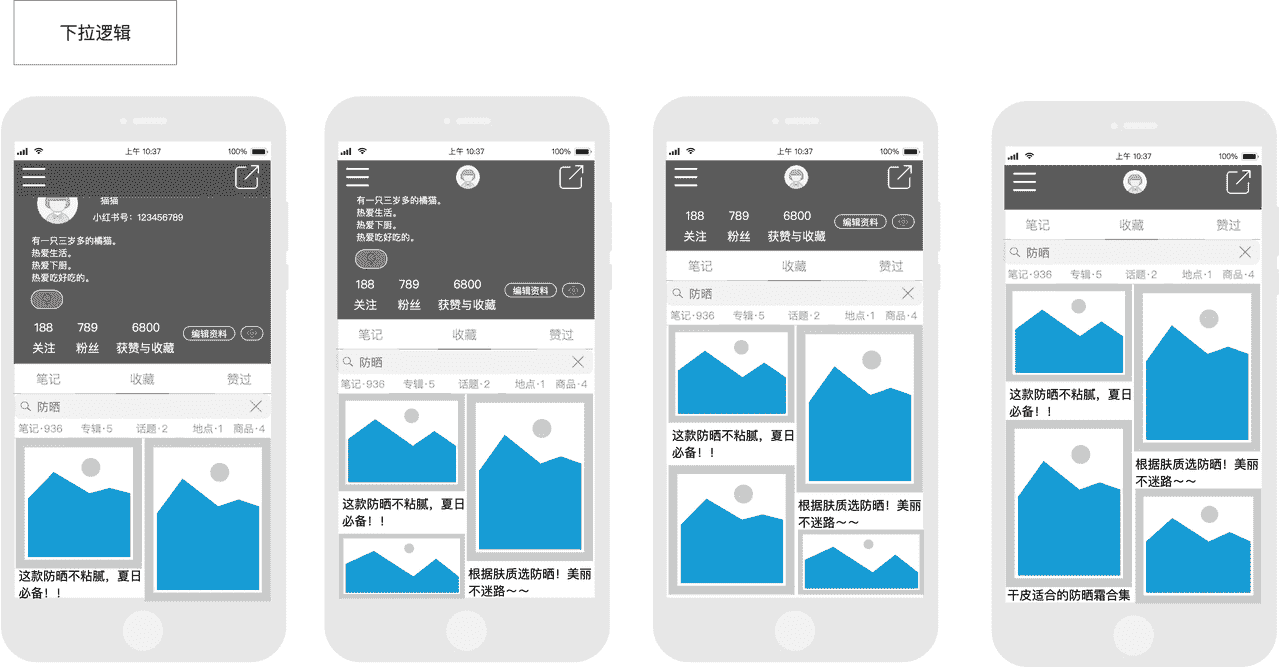 下拉逻辑
上午 10:37
100%
猫猫
小红书号：123456789
有一只三岁多的橘猫。
热爱生活。
热爱下厨。
热爱吃好吃的。
188 789 6800
关注 粉丝 获赞与收藏 编辑资料
笔记 收藏 赞过
防晒
笔记·936 专辑·5 话题·2 地点·1 商品·4
这款防晒不粘腻，夏日
必备！！
上午 10:37
100%
有一只三岁多的橘猫。
热爱生活。
热爱下厨。
热爱吃好吃的。
188 789 6800
关注 粉丝 获赞与收藏 编辑资料
笔记 收藏 赞过
防晒
笔记·936 专辑·5 话题·2 地点·1 商品·4
这款防晒不粘腻，夏日
必备！！
根据肤质选防晒！美丽
不迷路～～
上午 10:37
100%
188 789 6800
关注 粉丝 获赞与收藏 编辑资料
笔记 收藏 赞过
防晒
笔记·936 专辑·5 话题·2 地点·1 商品·4
这款防晒不粘腻，夏日
必备！！
根据肤质选防晒！美丽
不迷路～～
上午 10:37
100%
笔记 收藏 赞过
防晒
笔记·936 专辑·5 话题·2 地点·1 商品·4
这款防晒不粘腻，夏日
必备！！
根据肤质选防晒！美丽
不迷路～～
干皮适合的防晒霜合集